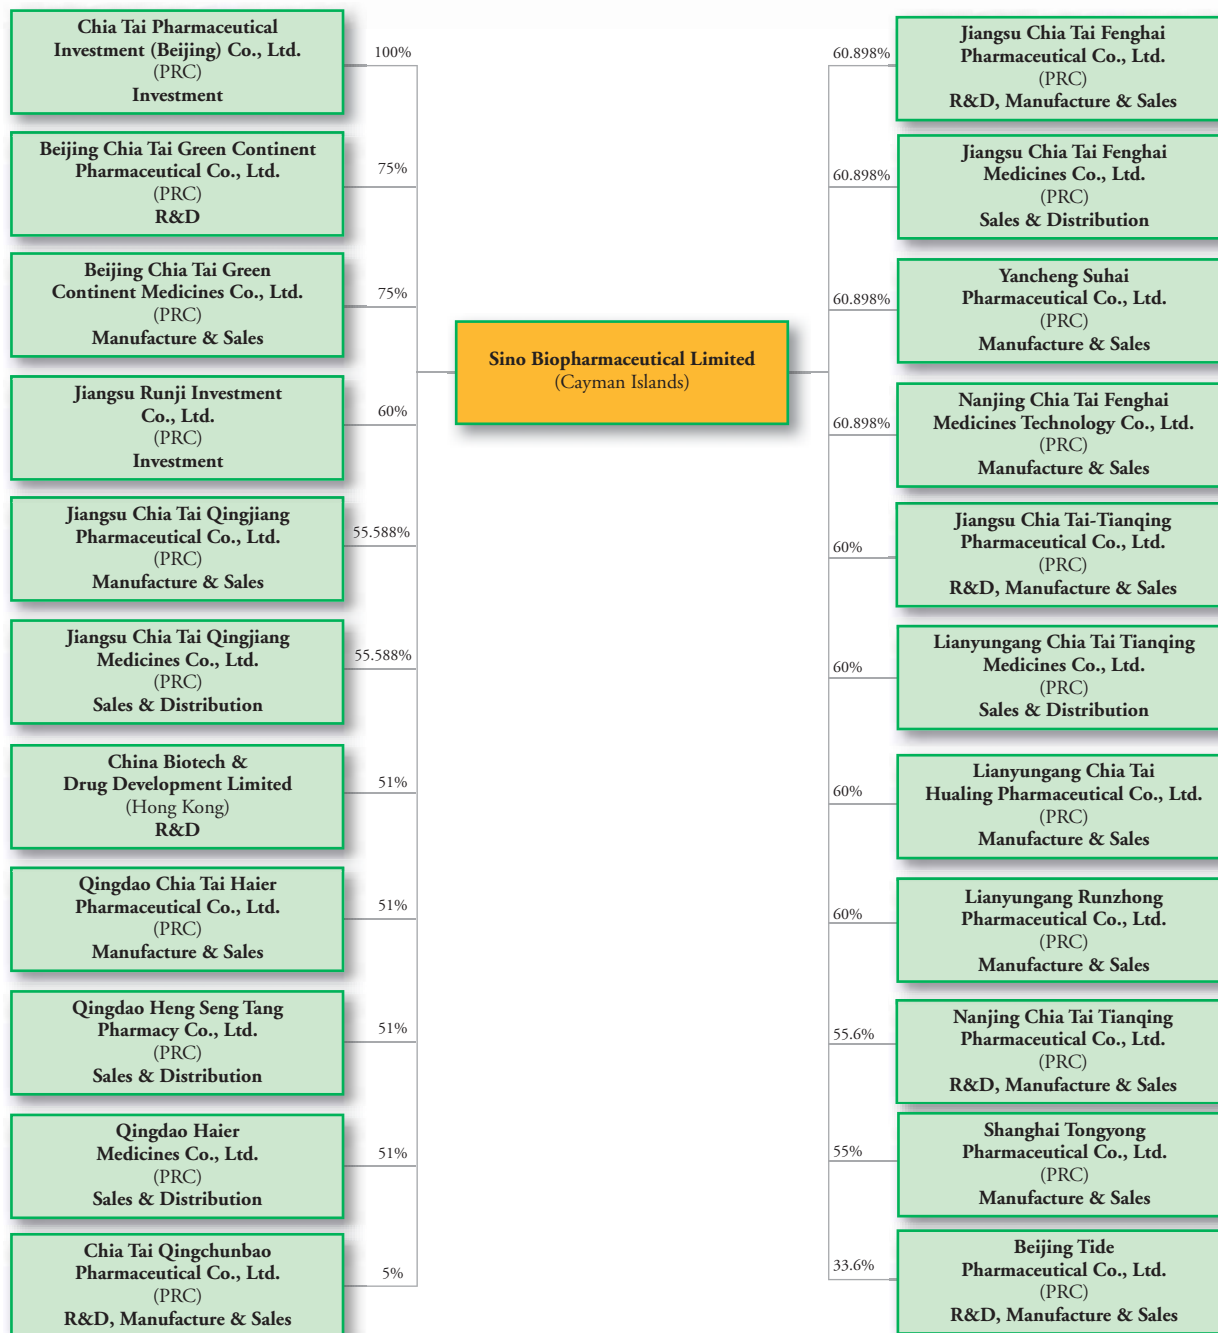 Chia Tai Pharmaceutical
Investment (Beijing) Co., Ltd.
(PRC)
Investment
100%
Beijing Chia Tai Green Continent
Pharmaceutical Co., Ltd.
(PRC)
R&D
75%
Beijing Chia Tai Green
Continent Medicines Co., Ltd.
(PRC)
Manufacture & Sales
75%
Jiangsu Runji Investment
Co., Ltd.
(PRC)
Investment
60%
Jiangsu Chia Tai Qingjiang
Pharmaceutical Co., Ltd.
(PRC)
Manufacture & Sales
55.588%
Jiangsu Chia Tai Qingjiang
Medicines Co., Ltd.
(PRC)
Sales & Distribution
55.588%
China Biotech &
Drug Development Limited
(Hong Kong)
R&D
51%
Qingdao Chia Tai Haier
Pharmaceutical Co., Ltd.
(PRC)
Manufacture & Sales
51%
Qingdao Heng Seng Tang
Pharmacy Co., Ltd.
(PRC)
Sales & Distribution
51%
Qingdao Haier
Medicines Co., Ltd.
(PRC)
Sales & Distribution
51%
Chia Tai Qingchunbao
Pharmaceutical Co., Ltd.
(PRC)
R&D, Manufacture & Sales
5%
Sino Biopharmaceutical Limited
(Cayman Islands)
60.898%
Jiangsu Chia Tai Fenghai
Pharmaceutical Co., Ltd.
(PRC)
R&D, Manufacture & Sales
60.898%
Jiangsu Chia Tai Fenghai
Medicines Co., Ltd.
(PRC)
Sales & Distribution
60.898%
Yancheng Suhai
Pharmaceutical Co., Ltd.
(PRC)
Manufacture & Sales
60.898%
Nanjing Chia Tai Fenghai
Medicines Technology Co., Ltd.
(PRC)
Manufacture & Sales
60%
Jiangsu Chia Tai-Tianqing
Pharmaceutical Co., Ltd.
(PRC)
R&D, Manufacture & Sales
60%
Lianyungang Chia Tai Tianqing
Medicines Co., Ltd.
(PRC)
Sales & Distribution
60%
Lianyungang Chia Tai
Hualing Pharmaceutical Co., Ltd.
(PRC)
Manufacture & Sales
60%
Lianyungang Runzhong
Pharmaceutical Co., Ltd.
(PRC)
Manufacture & Sales
55.6%
Nanjing Chia Tai Tianqing
Pharmaceutical Co., Ltd.
(PRC)
R&D, Manufacture & Sales
55%
Shanghai Tongyong
Pharmaceutical Co., Ltd.
(PRC)
Manufacture & Sales
33.6%
Beijing Tide
Pharmaceutical Co., Ltd.
(PRC)
R&D, Manufacture & Sales